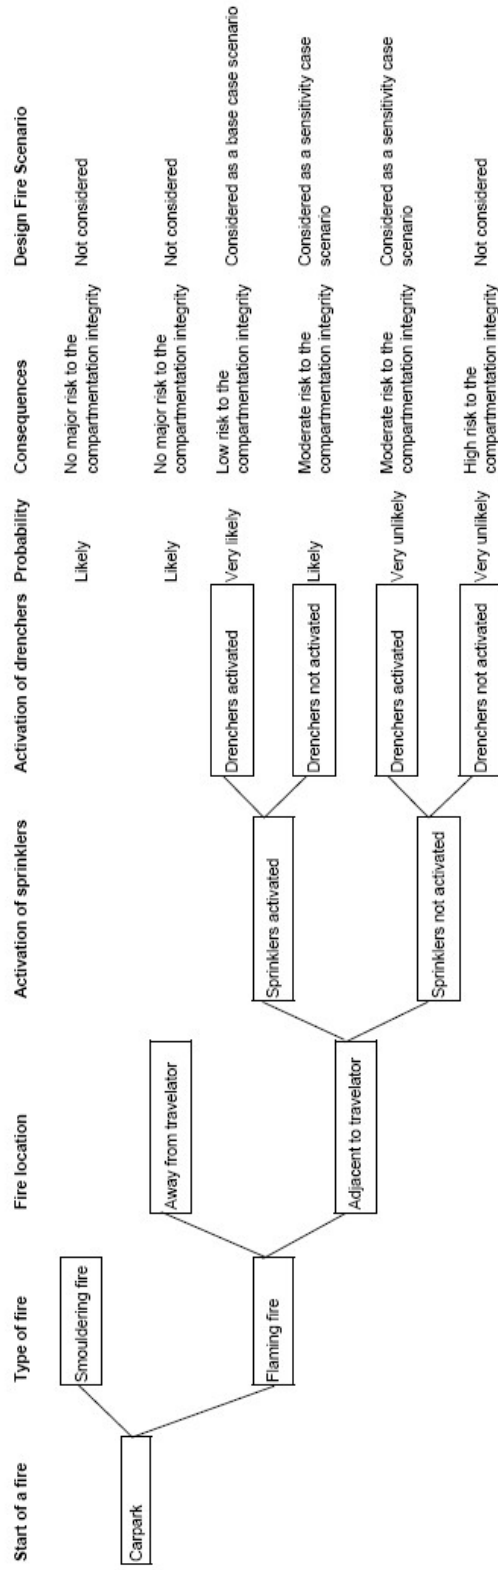 Start of a fire
Type of fire
Fire location
Activation of sprinklers
Activation of drenchers
Probability
Consequences
Design Fire Scenario
Carpark
Smouldering fire
Likely
No major risk to the
compartmentation integrity
Not considered
Flaming fire
Away from travelator
Likely
No major risk to the
compartmentation integrity
Not considered
Adjacent to travelator
Sprinklers activated
Drenchers activated
Very likely
Low risk to the
compartmentation integrity
Considered as a base case scenario
Drenchers not activated
Likely
Moderate risk to the
compartmentation integrity
Considered as a sensitivity case
scenario
Sprinklers not activated
Drenchers activated
Very unlikely
Moderate risk to the
compartmentation integrity
Considered as a sensitivity case
scenario
Drenchers not activated
Very unlikely
High risk to the
compartmentation integrity
Not considered